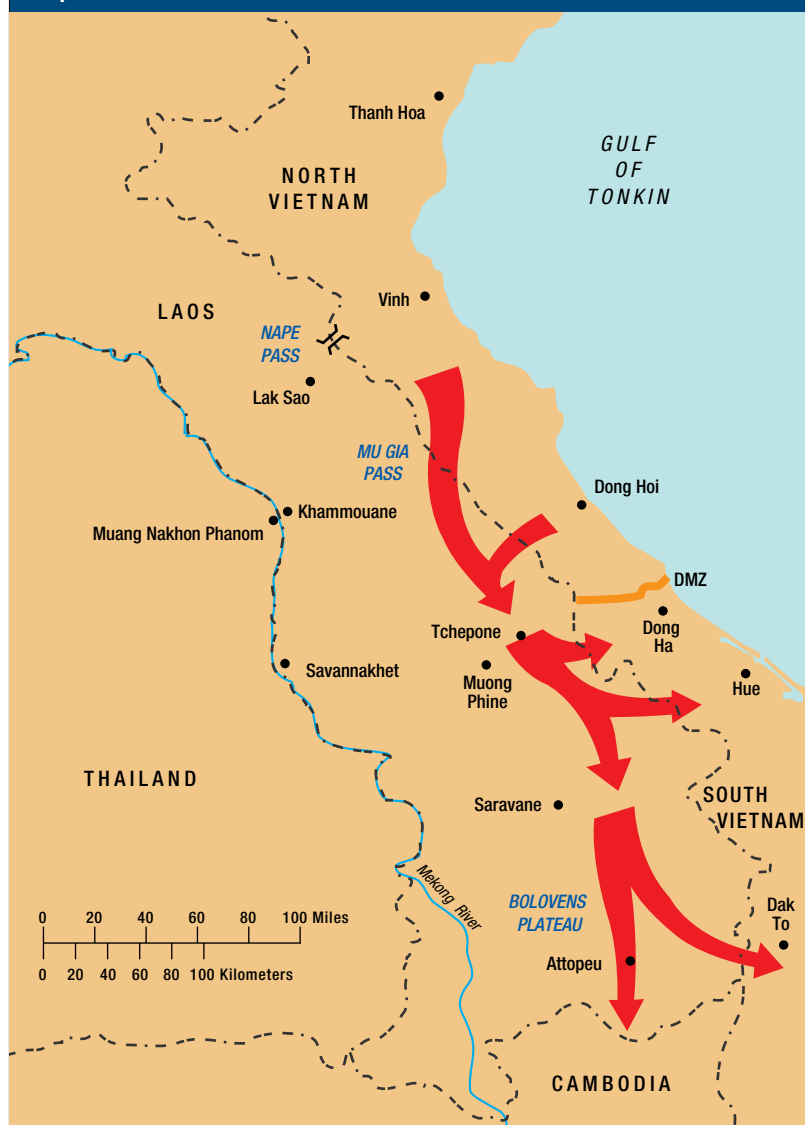 Thanh Hoa
GULF
OF
TONKIN
NORTH
VIETNAM
Vinh
LAOS
NAPE
PASS
Lak Sao
MU GIA
PASS
Dong Hoi
Khammouane
Muang Nakhon Phanom
DMZ
Tchepone
Dong
Ha
Savannakhet
Muong
Phine
Hue
THAILAND
SOUTH
VIETNAM
Saravane
Mekong River
BOLOVENS
PLATEAU
Dak
To
0 20 40 60 80 100 Miles
0 20 40 60 80 100 Kilometers
Attopeu
CAMBODIA